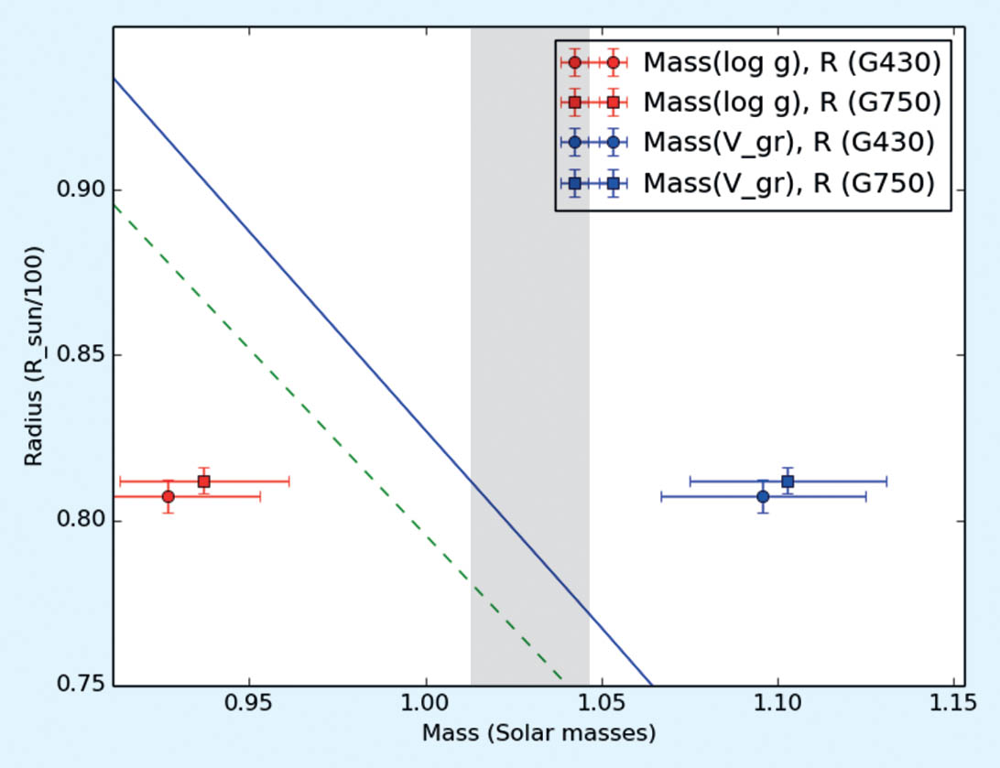 Mass(log g), R (G430)
Mass(log g), R (G750)
Mass(V_gr), R (G430)
Mass(V_gr), R (G750)
0.90
0.85
0.80
0.75
Radius (R_sun/100)
0.95 1.00 1.05 1.10 1.15
Mass (Solar masses)